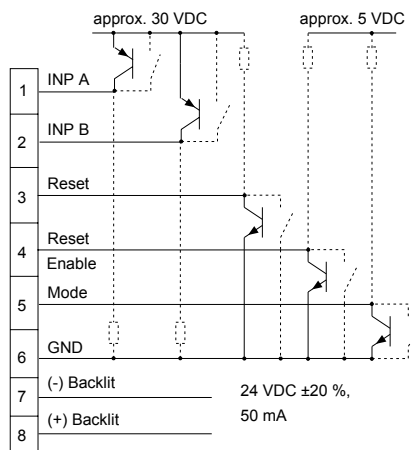 approx. 30 VDC approx. 5 VDC
1 INP A
2 INP B
3 Reset
4 Reset
Enable
5 Mode
6 GND
7 (-) Backlit 24 VDC ±20 %,
50 mA
8 (+) Backlit